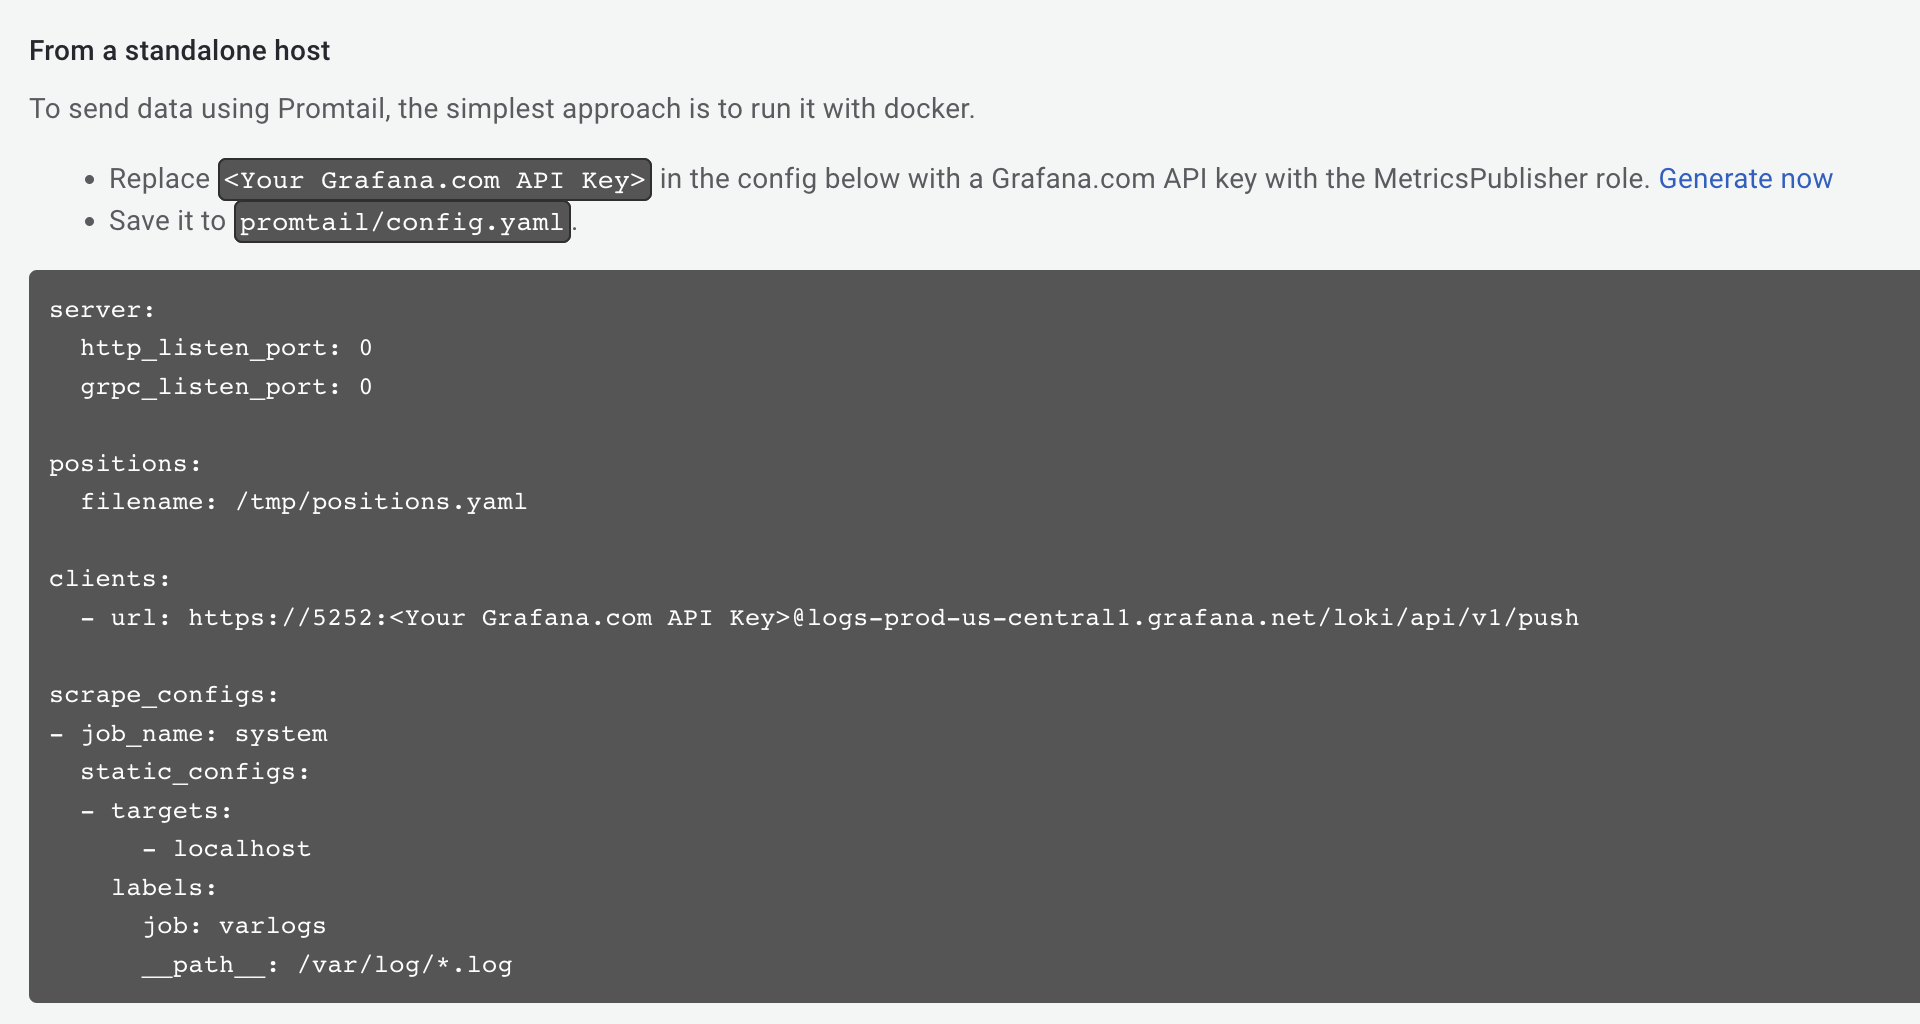 From a standalone host
To send data using Promtail, the simplest approach is to run it with docker.
• Replace <Your Grafana.com API Key> in the config below with a Grafana.com API key with the MetricsPublisher role. Generate now
• Save it to promtail/config.yaml.
server:
  http_listen_port: 0
  grpc_listen_port: 0

positions:
  filename: /tmp/positions.yaml

clients:
  - url: https://5252:<Your Grafana.com API Key>@logs-prod-us-central1.grafana.net/loki/api/v1/push

scrape_configs:
- job_name: system
  static_configs:
  - targets:
      - localhost
    labels:
      job: varlogs
      __path__: /var/log/*.log